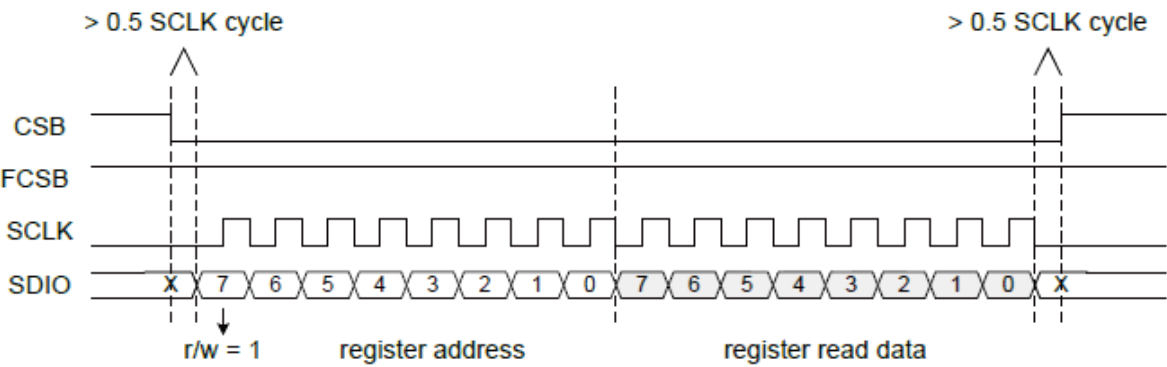 > 0.5 SCLK cycle > 0.5 SCLK cycle
CSB
FCSB
SCLK
SDIO X 7 6 5 4 3 2 1 0 7 6 5 4 3 2 1 0 X
r/w = 1 register address register read data